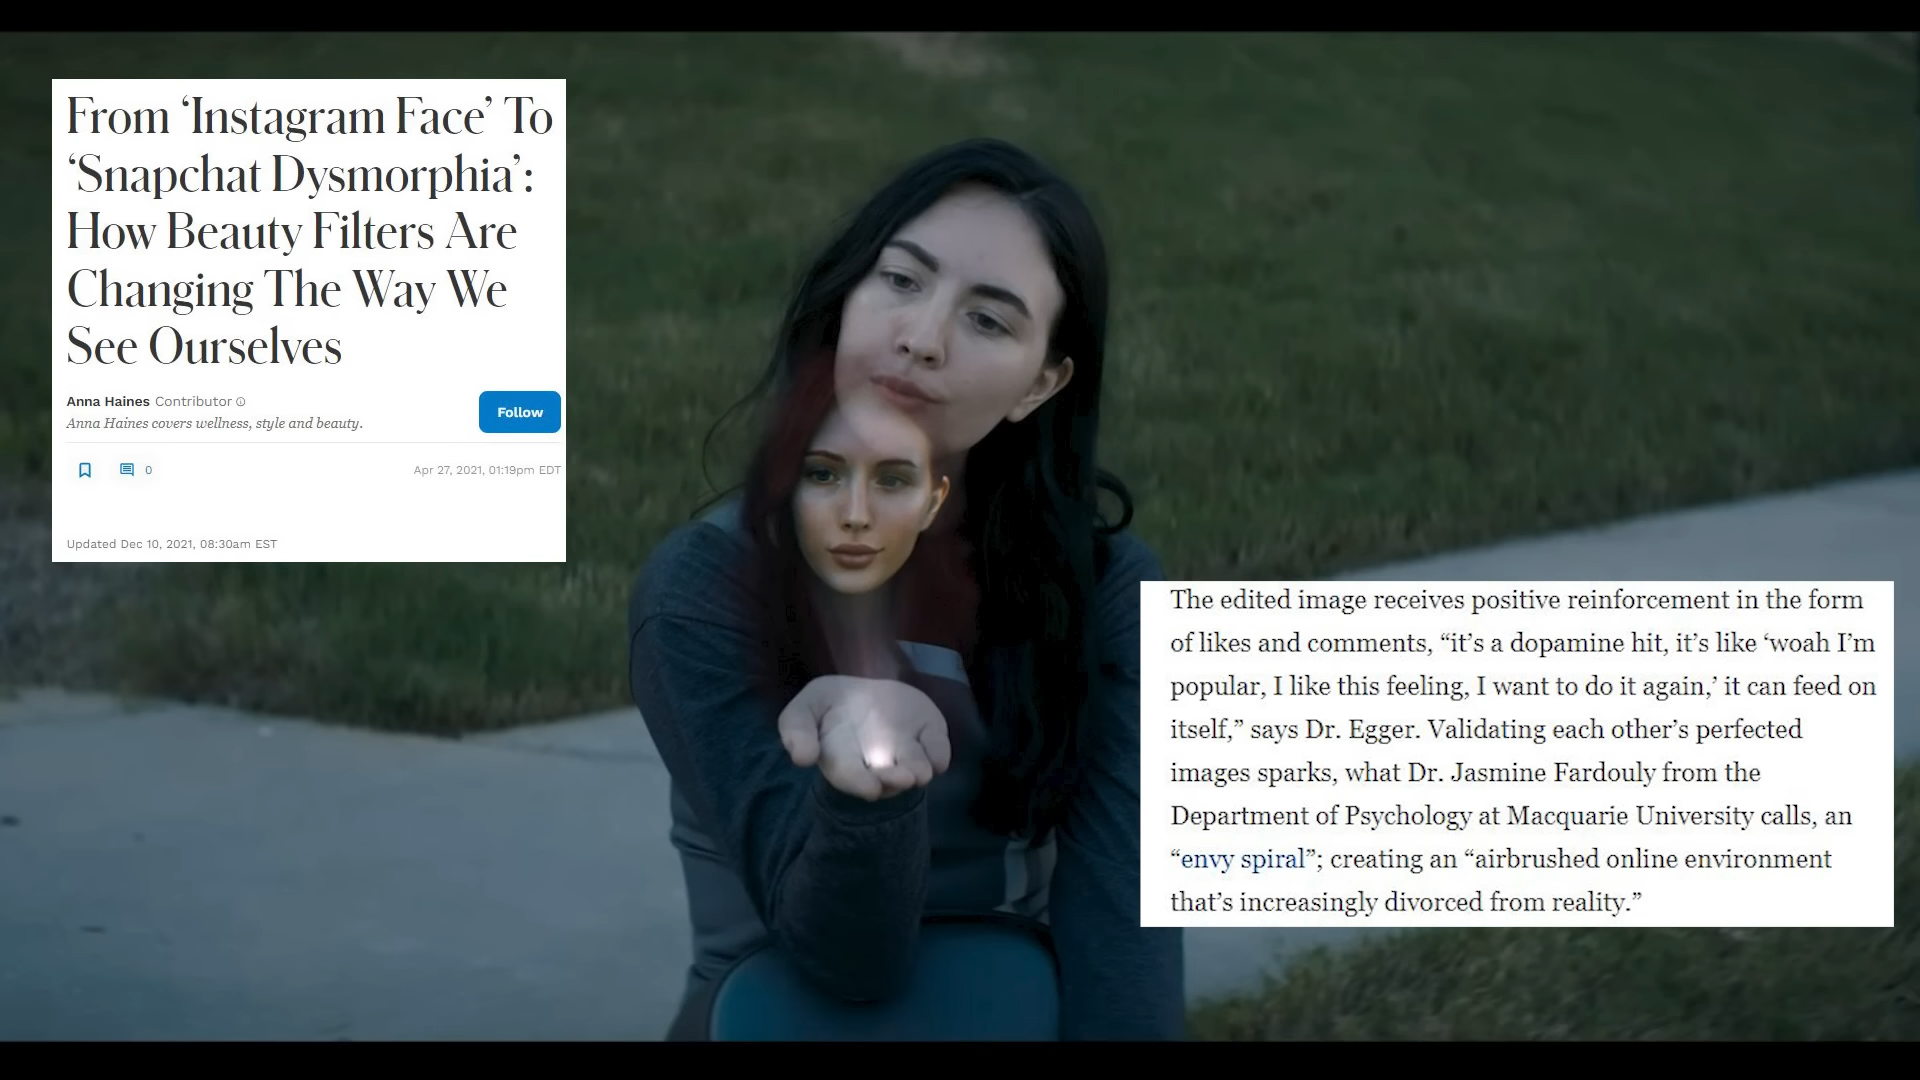 From ‘Instagram Face’ To
‘Snapchat Dysmorphia’:
How Beauty Filters Are
Changing The Way We
See Ourselves
Anna Haines Contributor
Anna Haines covers wellness, style and beauty.
Follow
0
Apr 27, 2021, 01:19pm EDT
Updated Dec 10, 2021, 08:30am EST
The edited image receives positive reinforcement in the form
of likes and comments, “it’s a dopamine hit, it’s like ‘woah I’m
popular, I like this feeling, I want to do it again,’ it can feed on
itself,” says Dr. Egger. Validating each other’s perfected
images sparks, what Dr. Jasmine Fardouly from the
Department of Psychology at Macquarie University calls, an
“envy spiral”; creating an “airbrushed online environment
that’s increasingly divorced from reality.”